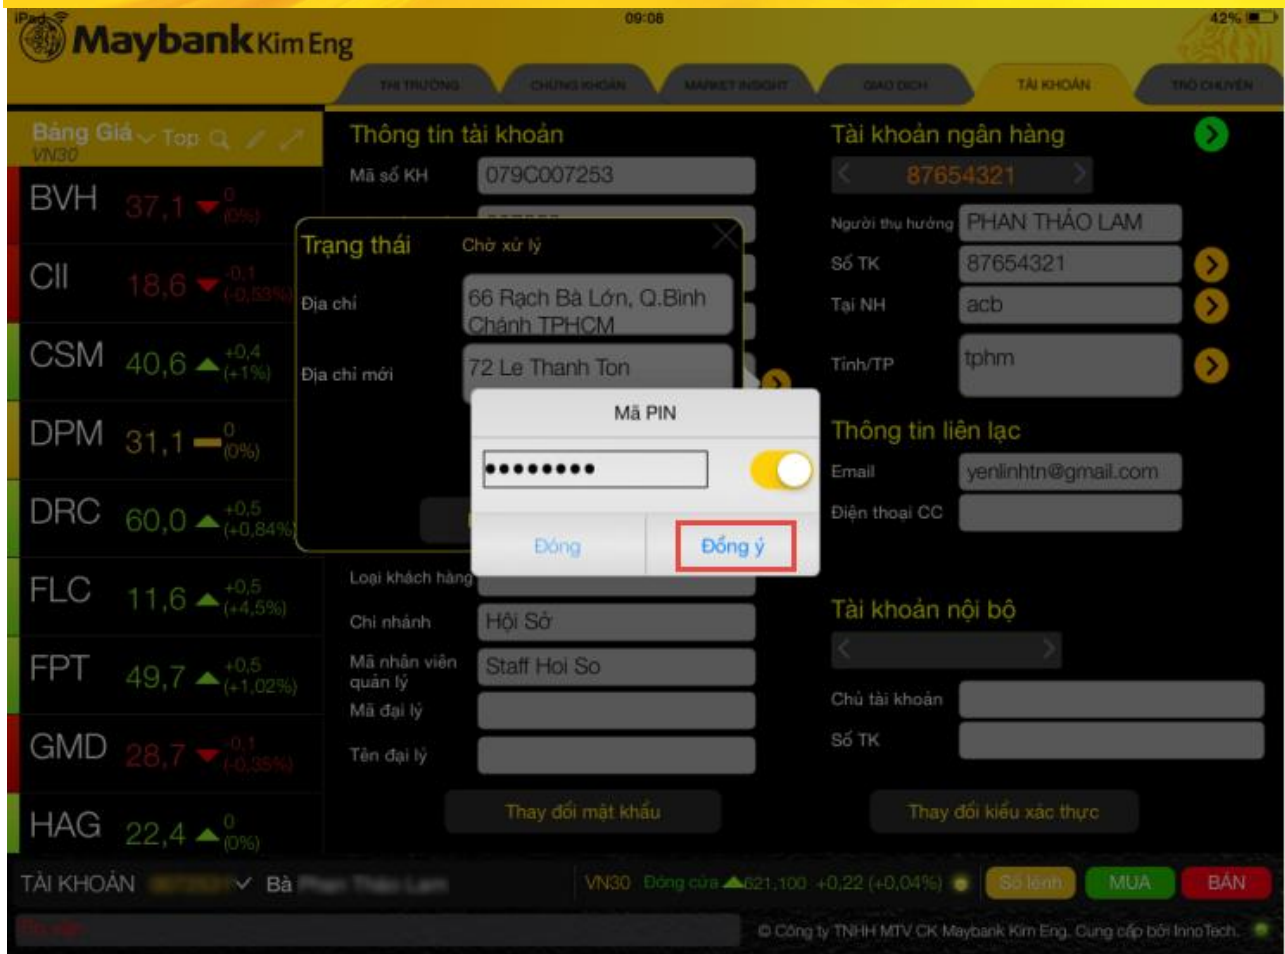 iPad 09:08 42%
Maybank Kim Eng
THỊ TRƯỜNG CHỨNG KHOÁN MARKET INSIGHT GIAO DỊCH TÀI KHOẢN TRÒ CHUYỆN
Bảng Giá Top
VN30
BVH 37,1 0 (0%)
CII 18,6 -0,1 (-0,53%)
CSM 40,6 +0,4 (+1%)
DPM 31,1 0 (0%)
DRC 60,0 +0,5 (+0,84%)
FLC 11,6 +0,5 (+4,5%)
FPT 49,7 +0,5 (+1,02%)
GMD 28,7 -0,1 (-0,35%)
HAG 22,4 0 (0%)
Thông tin tài khoản
Mã số KH 079C007253
Trạng thái Chờ xử lý
Địa chỉ 66 Rạch Bà Lớn, Q.Bình
Chánh TPHCM
Địa chỉ mới 72 Le Thanh Ton
Mã PIN
Đóng Đồng ý
Loại khách hàng
Chi nhánh Hội Sở
Mã nhân viên
quản lý Staff Hoi So
Mã đại lý
Tên đại lý
Thay đổi mật khẩu
Tài khoản ngân hàng
87654321
Người thụ hưởng PHAN THẢO LAM
Số TK 87654321
Tại NH acb
Tỉnh/TP tphm
Thông tin liên lạc
Email yenlinhtn@gmail.com
Điện thoại CC
Tài khoản nội bộ
Chủ tài khoản
Số TK
Thay đổi kiểu xác thực
TÀI KHOẢN Bà VN30 Đóng cửa 621,100 +0,22 (+0,04%) Sổ lệnh MUA BÁN
© Công ty TNHH MTV CK Maybank Kim Eng. Cung cấp bởi InnoTech.